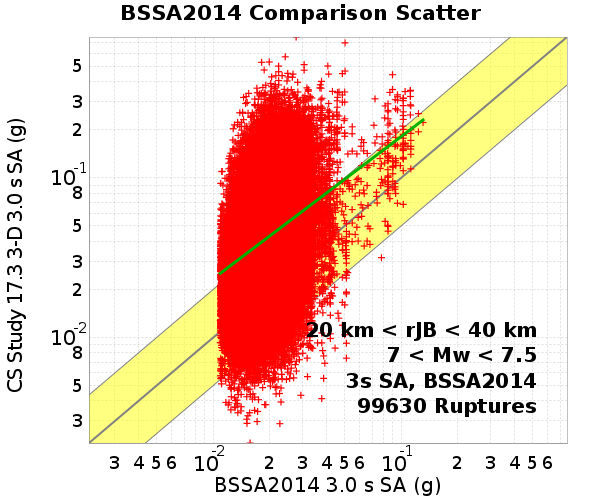 BSSA2014 Comparison Scatter
CS Study 17.3 3-D 3.0 s SA (g)
5
3
2
10-1
8
5
3
2
10-2
8
5
3
20 km < rJB < 40 km
7 < Mw < 7.5
3s SA, BSSA2014
99630 Ruptures
3 4 5 6 10-2 2 3 4 5 6 10-1 2 3 4 5 6
BSSA2014 3.0 s SA (g)